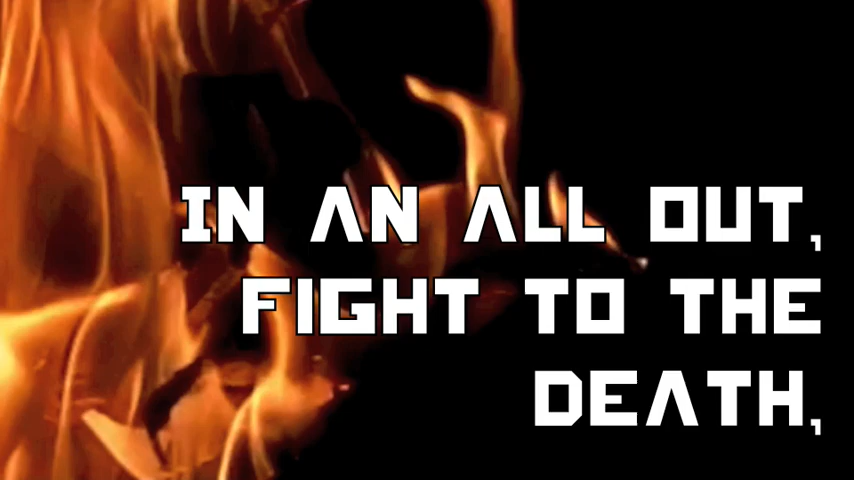 IN AN ALL OUT,
FIGHT TO THE
DEATH,